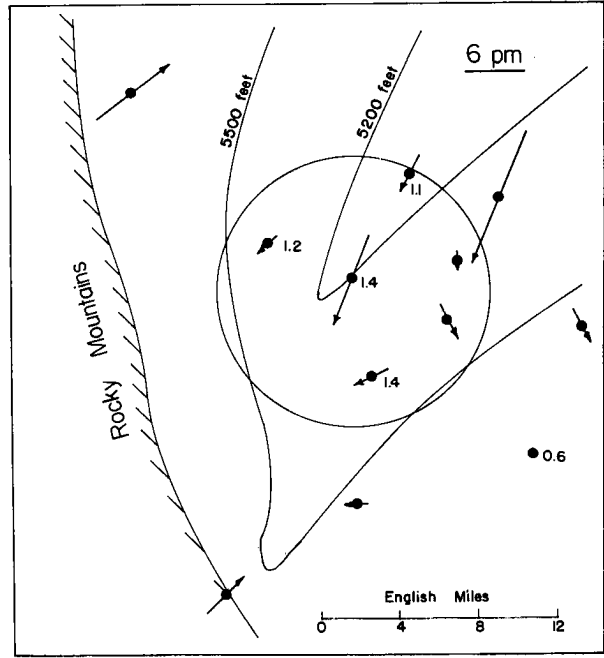 6 pm
5500 feet
5200 feet
1.1
1.2
1.4
Rocky Mountains
1.4
0.6
English Miles
0 4 8 12